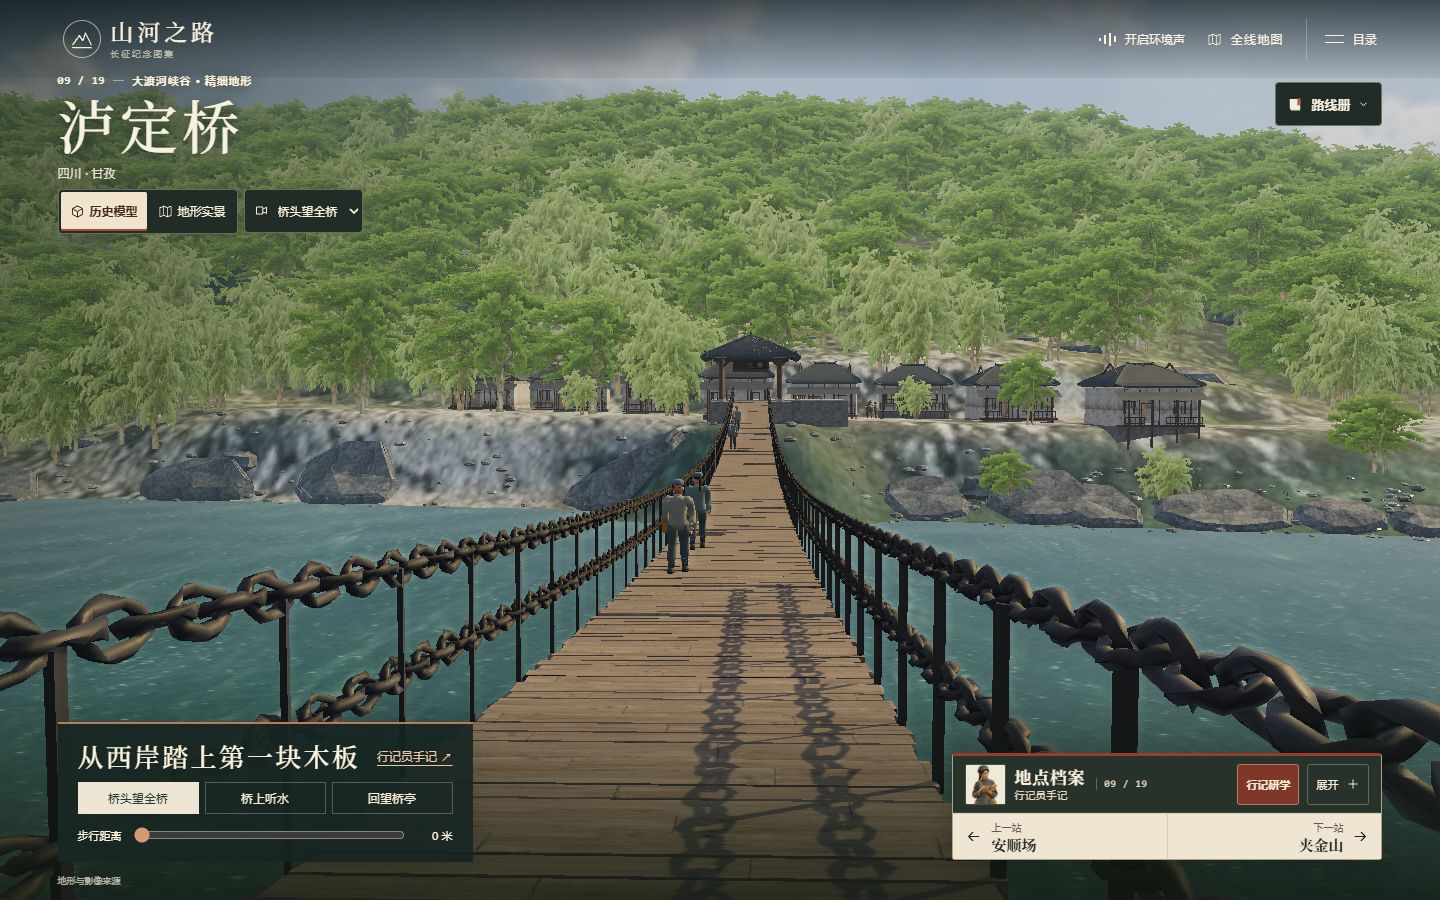 山河之路
长征纪念图集
开启环境声
全线地图
目录
09 / 19 — 大渡河峡谷 • 精细地形
泸定桥
四川 · 甘孜
历史模型
地形实景
桥头望全桥
路线册
从西岸踏上第一块木板
行记员手记 ↗
桥头望全桥
桥上听水
回望桥亭
步行距离
0 米
地点档案
09 / 19
行记员手记
行记研学
展开 +
← 上一站
安顺场
下一站 →
夹金山
地形与影像来源